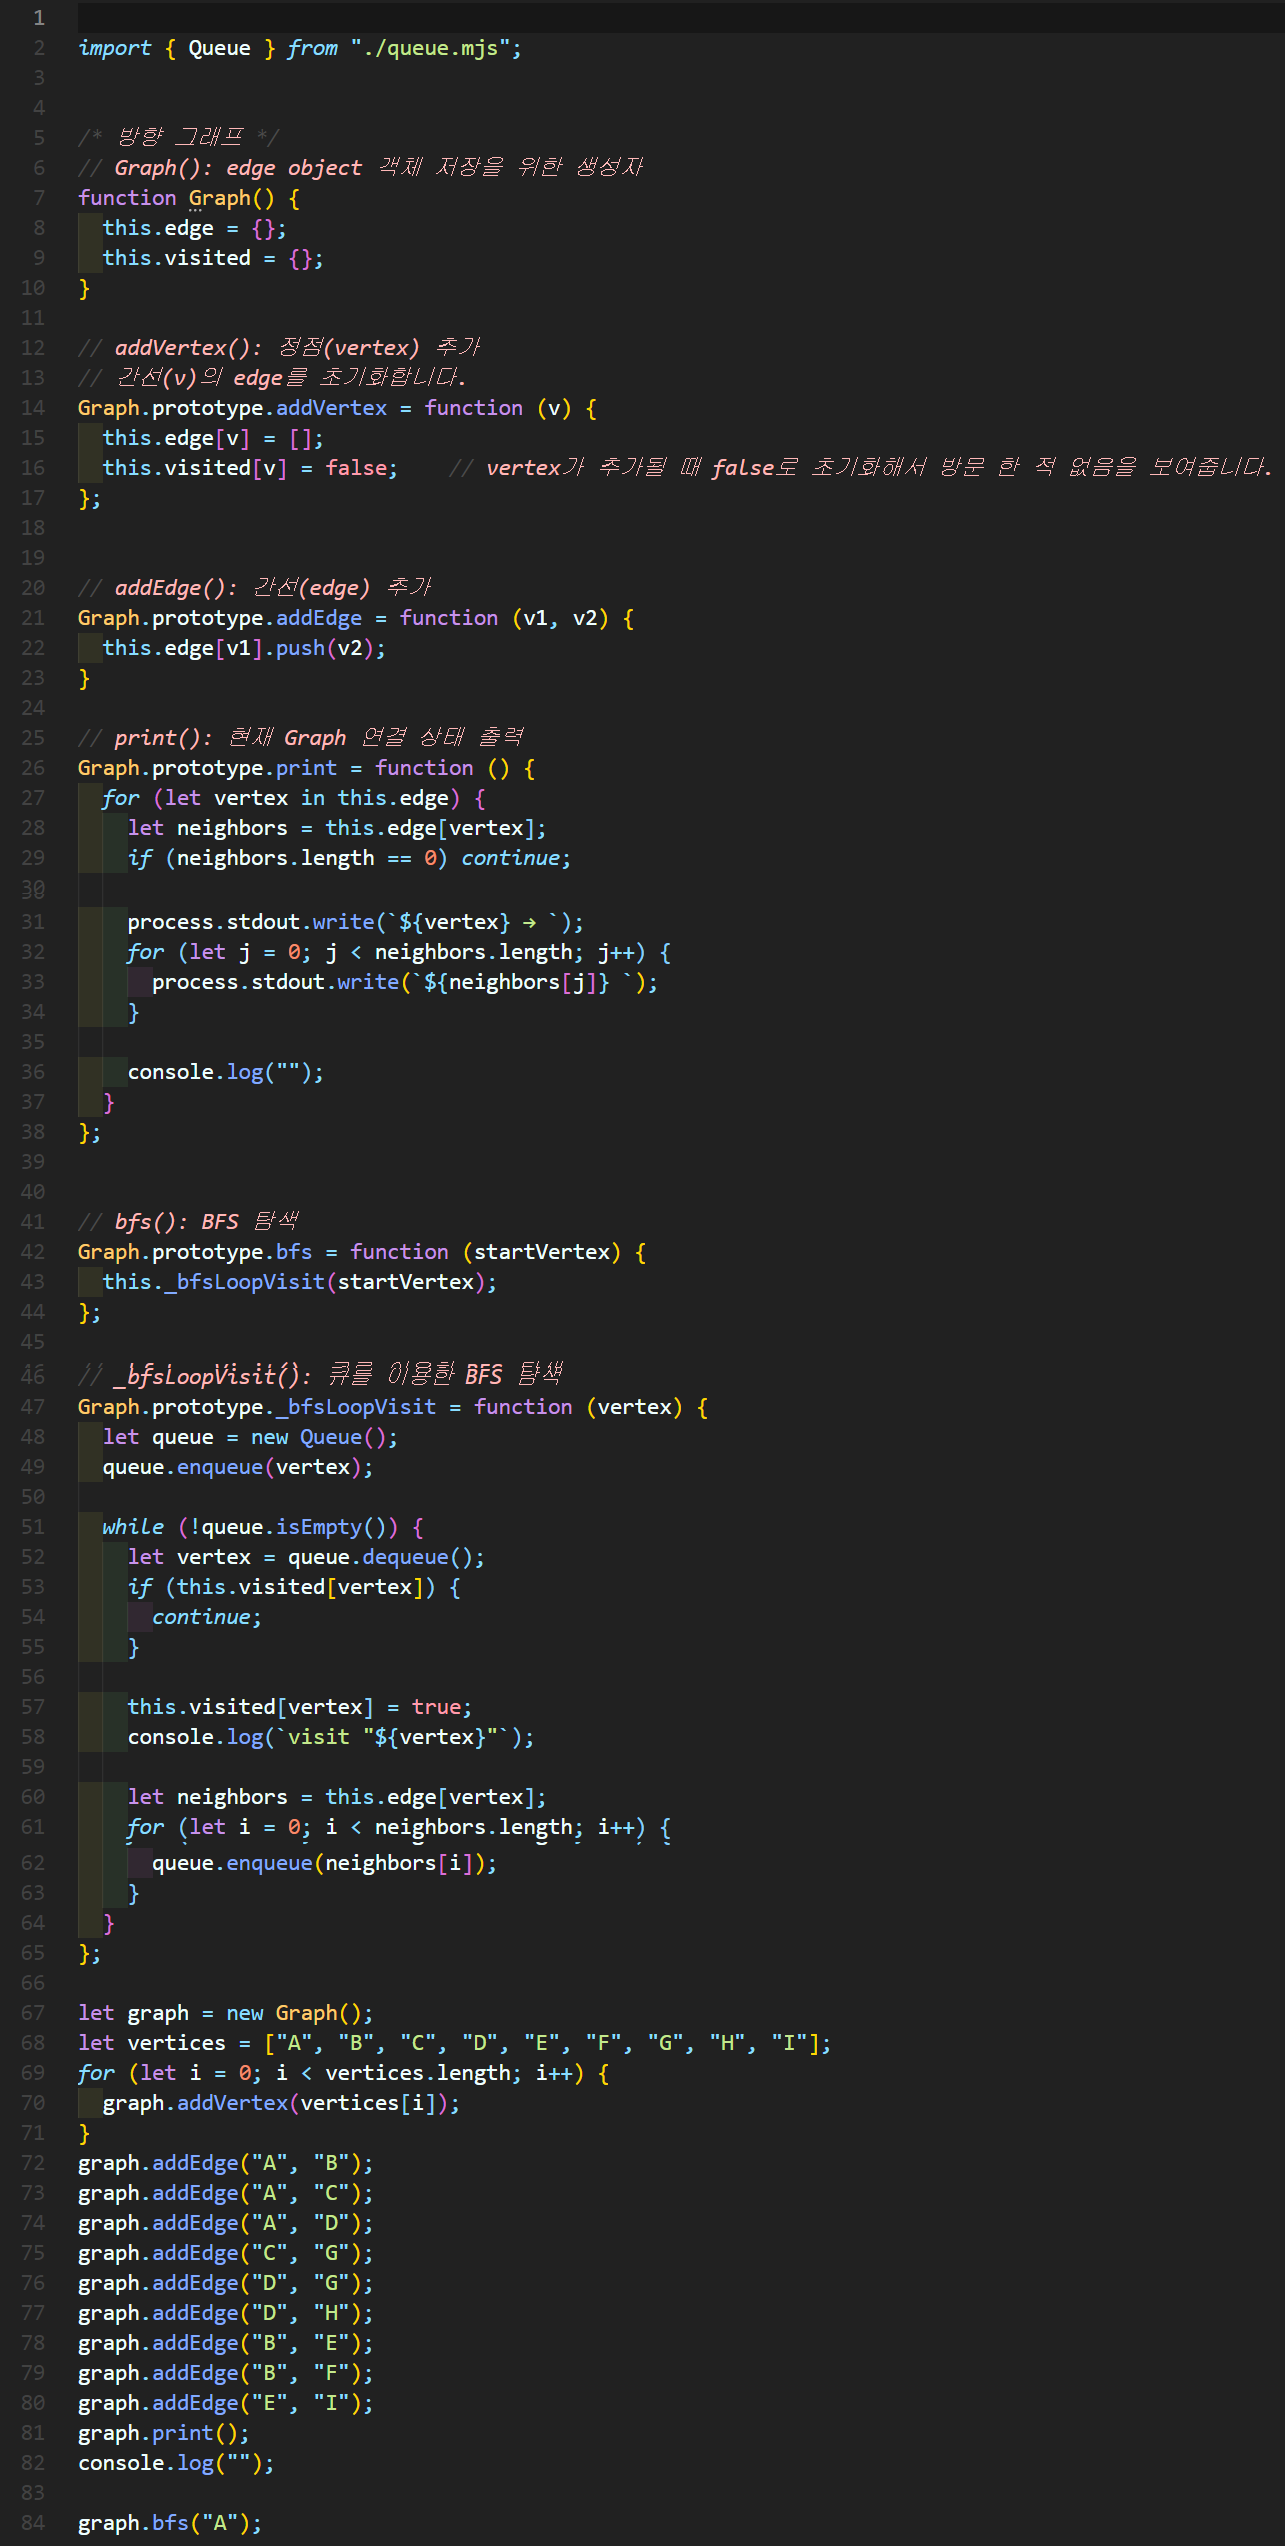 1
2 import { Queue } from "./queue.mjs";
3
4
5 /* 방향 그래프 */
6 // Graph(): edge object 객체 저장을 위한 생성자
7 function Graph() {
8   this.edge = {};
9   this.visited = {};
10 }
11
12 // addVertex(): 정점(vertex) 추가
13 // 간선(v)의 edge를 초기화합니다.
14 Graph.prototype.addVertex = function (v) {
15   this.edge[v] = [];
16   this.visited[v] = false;    // vertex가 추가될 때 false로 초기화해서 방문 한 적 없음을 보여줍니다.
17 };
18
19
20 // addEdge(): 간선(edge) 추가
21 Graph.prototype.addEdge = function (v1, v2) {
22   this.edge[v1].push(v2);
23 }
24
25 // print(): 현재 Graph 연결 상태 출력
26 Graph.prototype.print = function () {
27   for (let vertex in this.edge) {
28     let neighbors = this.edge[vertex];
29     if (neighbors.length == 0) continue;
30
31     process.stdout.write(`${vertex} → `);
32     for (let j = 0; j < neighbors.length; j++) {
33       process.stdout.write(`${neighbors[j]} `);
34     }
35
36     console.log("");
37   }
38 };
39
40
41 // bfs(): BFS 탐색
42 Graph.prototype.bfs = function (startVertex) {
43   this._bfsLoopVisit(startVertex);
44 };
45
46 // _bfsLoopVisit(): 큐를 이용한 BFS 탐색
47 Graph.prototype._bfsLoopVisit = function (vertex) {
48   let queue = new Queue();
49   queue.enqueue(vertex);
50
51   while (!queue.isEmpty()) {
52     let vertex = queue.dequeue();
53     if (this.visited[vertex]) {
54       continue;
55     }
56
57     this.visited[vertex] = true;
58     console.log(`visit "${vertex}"`);
59
60     let neighbors = this.edge[vertex];
61     for (let i = 0; i < neighbors.length; i++) {
62       queue.enqueue(neighbors[i]);
63     }
64   }
65 };
66
67 let graph = new Graph();
68 let vertices = ["A", "B", "C", "D", "E", "F", "G", "H", "I"];
69 for (let i = 0; i < vertices.length; i++) {
70   graph.addVertex(vertices[i]);
71 }
72 graph.addEdge("A", "B");
73 graph.addEdge("A", "C");
74 graph.addEdge("A", "D");
75 graph.addEdge("C", "G");
76 graph.addEdge("D", "G");
77 graph.addEdge("D", "H");
78 graph.addEdge("B", "E");
79 graph.addEdge("B", "F");
80 graph.addEdge("E", "I");
81 graph.print();
82 console.log("");
83
84 graph.bfs("A");